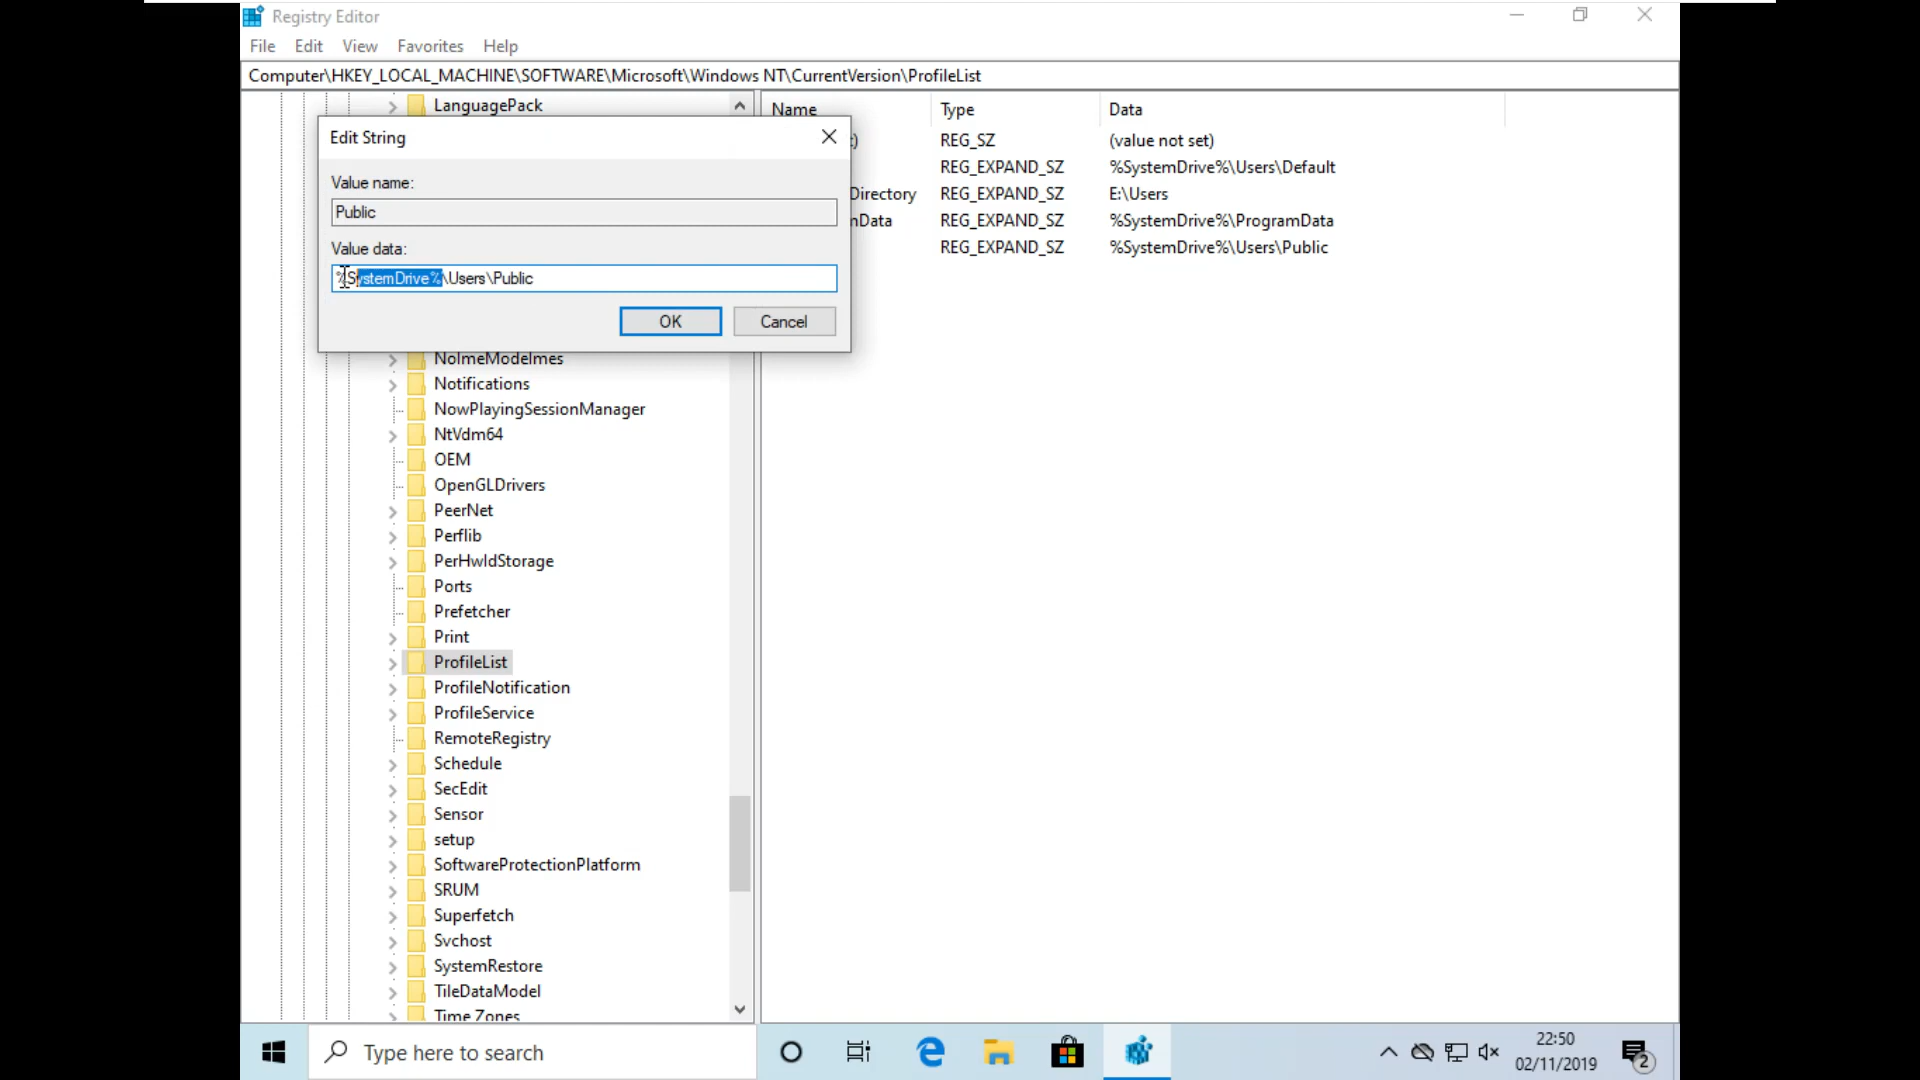 Registry Editor
File Edit View Favorites Help
Computer\HKEY_LOCAL_MACHINE\SOFTWARE\Microsoft\Windows NT\CurrentVersion\ProfileList
LanguagePack
Name Type Data
Edit String
Value name:
Public
Value data:
%SystemDrive%\Users\Public
OK Cancel
REG_SZ (value not set)
REG_EXPAND_SZ %SystemDrive%\Users\Default
Directory REG_EXPAND_SZ E:\Users
nData REG_EXPAND_SZ %SystemDrive%\ProgramData
REG_EXPAND_SZ %SystemDrive%\Users\Public
NoImeModeImes
Notifications
NowPlayingSessionManager
NtVdm64
OEM
OpenGLDrivers
PeerNet
Perflib
PerHwIdStorage
Ports
Prefetcher
Print
ProfileList
ProfileNotification
ProfileService
RemoteRegistry
Schedule
SecEdit
Sensor
setup
SoftwareProtectionPlatform
SRUM
Superfetch
Svchost
SystemRestore
TileDataModel
Time Zones
Type here to search
22:50
02/11/2019
2